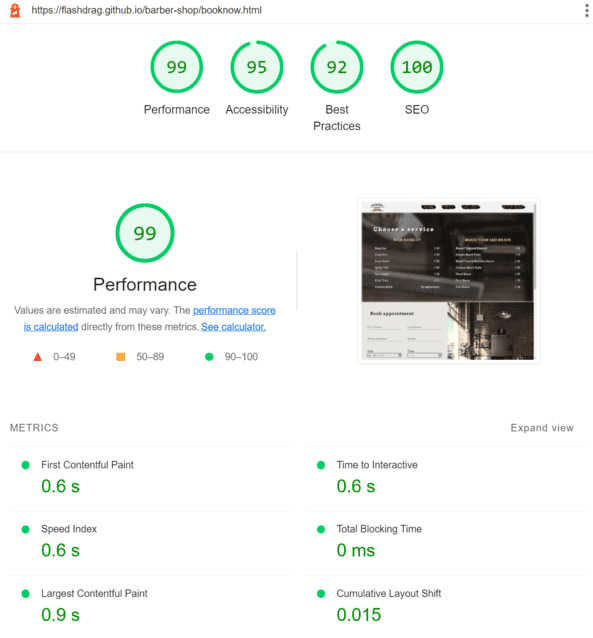 https://flashdrag.github.io/barber-shop/booknow.html
99
95
92
100
Performance
Accessibility
Best
Practices
SEO
99
Performance
Values are estimated and may vary. The performance score
is calculated directly from these metrics. See calculator.
0–49
50–89
90–100
Choose a service
Book appointment
METRICS
Expand view
First Contentful Paint
0.6 s
Time to Interactive
0.6 s
Speed Index
0.6 s
Total Blocking Time
0 ms
Largest Contentful Paint
0.9 s
Cumulative Layout Shift
0.015